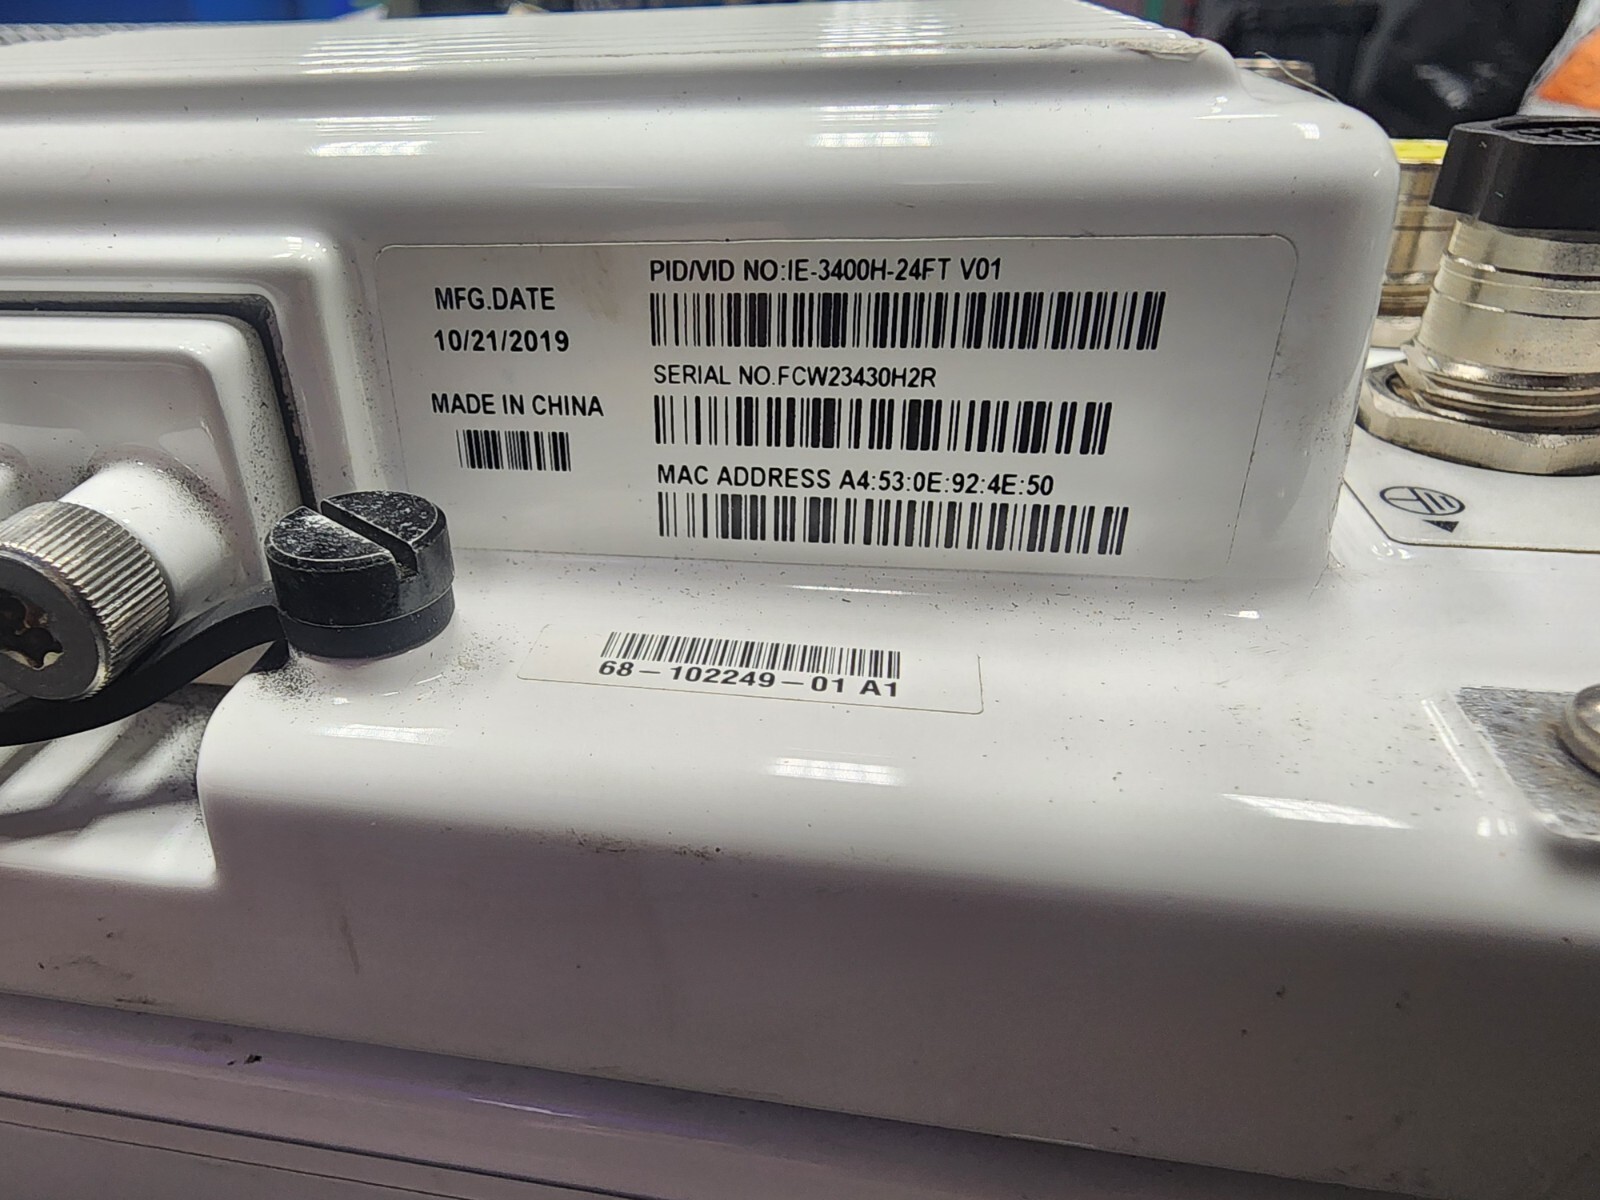 PID/VID NO:IE-3400H-24FT V01
MFG.DATE
10/21/2019
SERIAL NO.FCW23430H2R
MADE IN CHINA
MAC ADDRESS A4:53:0E:92:4E:50
68-102249-01 A1